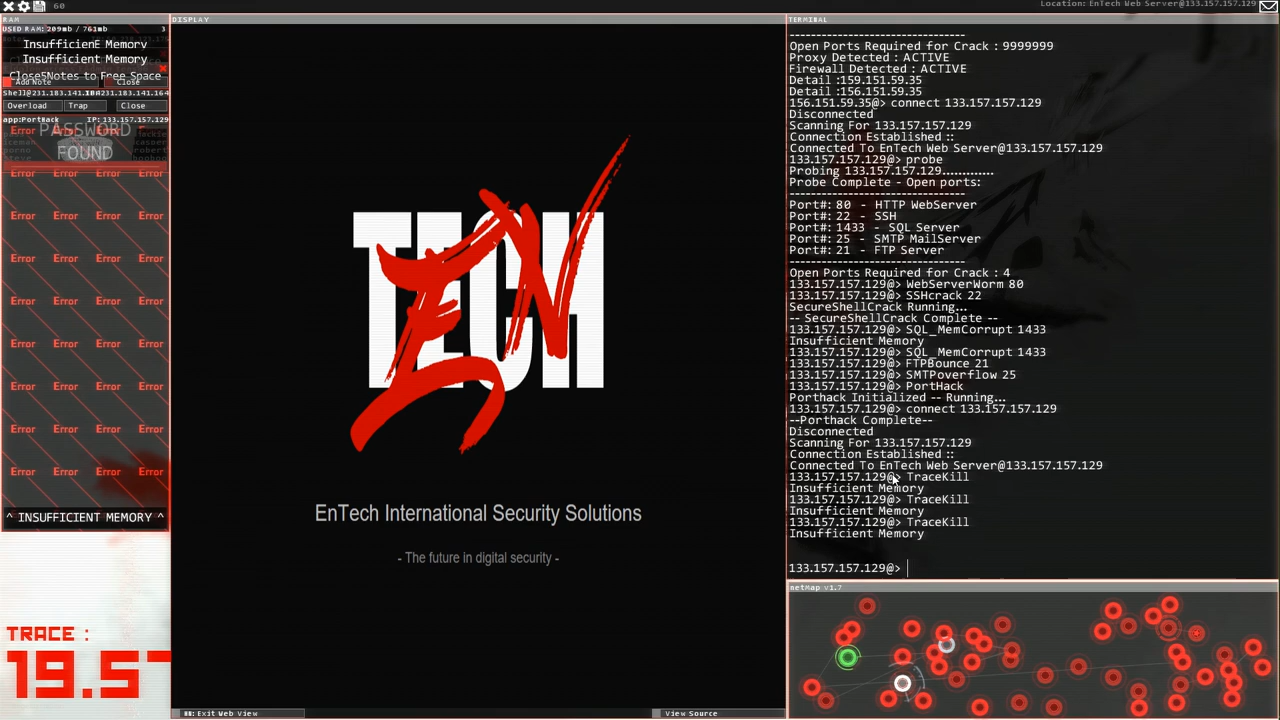 60
Location: EnTech Web Server@133.157.157.129
RAM
USED RAM: 209mb / 761mb
3
Insufficient Memory
Insufficient Memory
Close Notes to Free Space
Add Note
Close
Overload
Trap
Close
app:PortHack
IP:133.157.157.129
PASSWORD
FOUND
Error Error Error Error
Error Error Error Error
Error Error Error Error
Error Error Error Error
Error Error Error Error
Error Error Error Error
Error Error Error Error
Error Error Error Error
Error Error Error Error
^ INSUFFICIENT MEMORY ^
TRACE :
19.57
DISPLAY
TECH
EN
EnTech International Security Solutions
- The future in digital security -
Exit Web View
View Source
TERMINAL
--------------------------------
Open Ports Required for Crack : 9999999
Proxy Detected : ACTIVE
Firewall Detected : ACTIVE
Detail :159.151.59.35
Detail :156.151.59.35
156.151.59.35@> connect 133.157.157.129
Disconnected
Scanning For 133.157.157.129
Connection Established ::
Connected To EnTech Web Server@133.157.157.129
133.157.157.129@> probe
Probing 133.157.157.129.............
Probe Complete - Open ports:
--------------------------------
Port#: 80 - HTTP WebServer
Port#: 22 - SSH
Port#: 1433 - SQL Server
Port#: 25 - SMTP MailServer
Port#: 21 - FTP Server
--------------------------------
Open Ports Required for Crack : 4
133.157.157.129@> WebServerWorm 80
133.157.157.129@> SSHcrack 22
SecureShellCrack Running...
-- SecureShellCrack Complete --
133.157.157.129@> SQL_MemCorrupt 1433
Insufficient Memory
133.157.157.129@> SQL_MemCorrupt 1433
133.157.157.129@> FTPBounce 21
133.157.157.129@> SMTPoverflow 25
133.157.157.129@> PortHack
Porthack Initialized -- Running...
133.157.157.129@> connect 133.157.157.129
--Porthack Complete--
Disconnected
Scanning For 133.157.157.129
Connection Established ::
Connected To EnTech Web Server@133.157.157.129
133.157.157.129@> TraceKill
Insufficient Memory
133.157.157.129@> TraceKill
Insufficient Memory
133.157.157.129@> TraceKill
Insufficient Memory
133.157.157.129@>
netMap v1.7